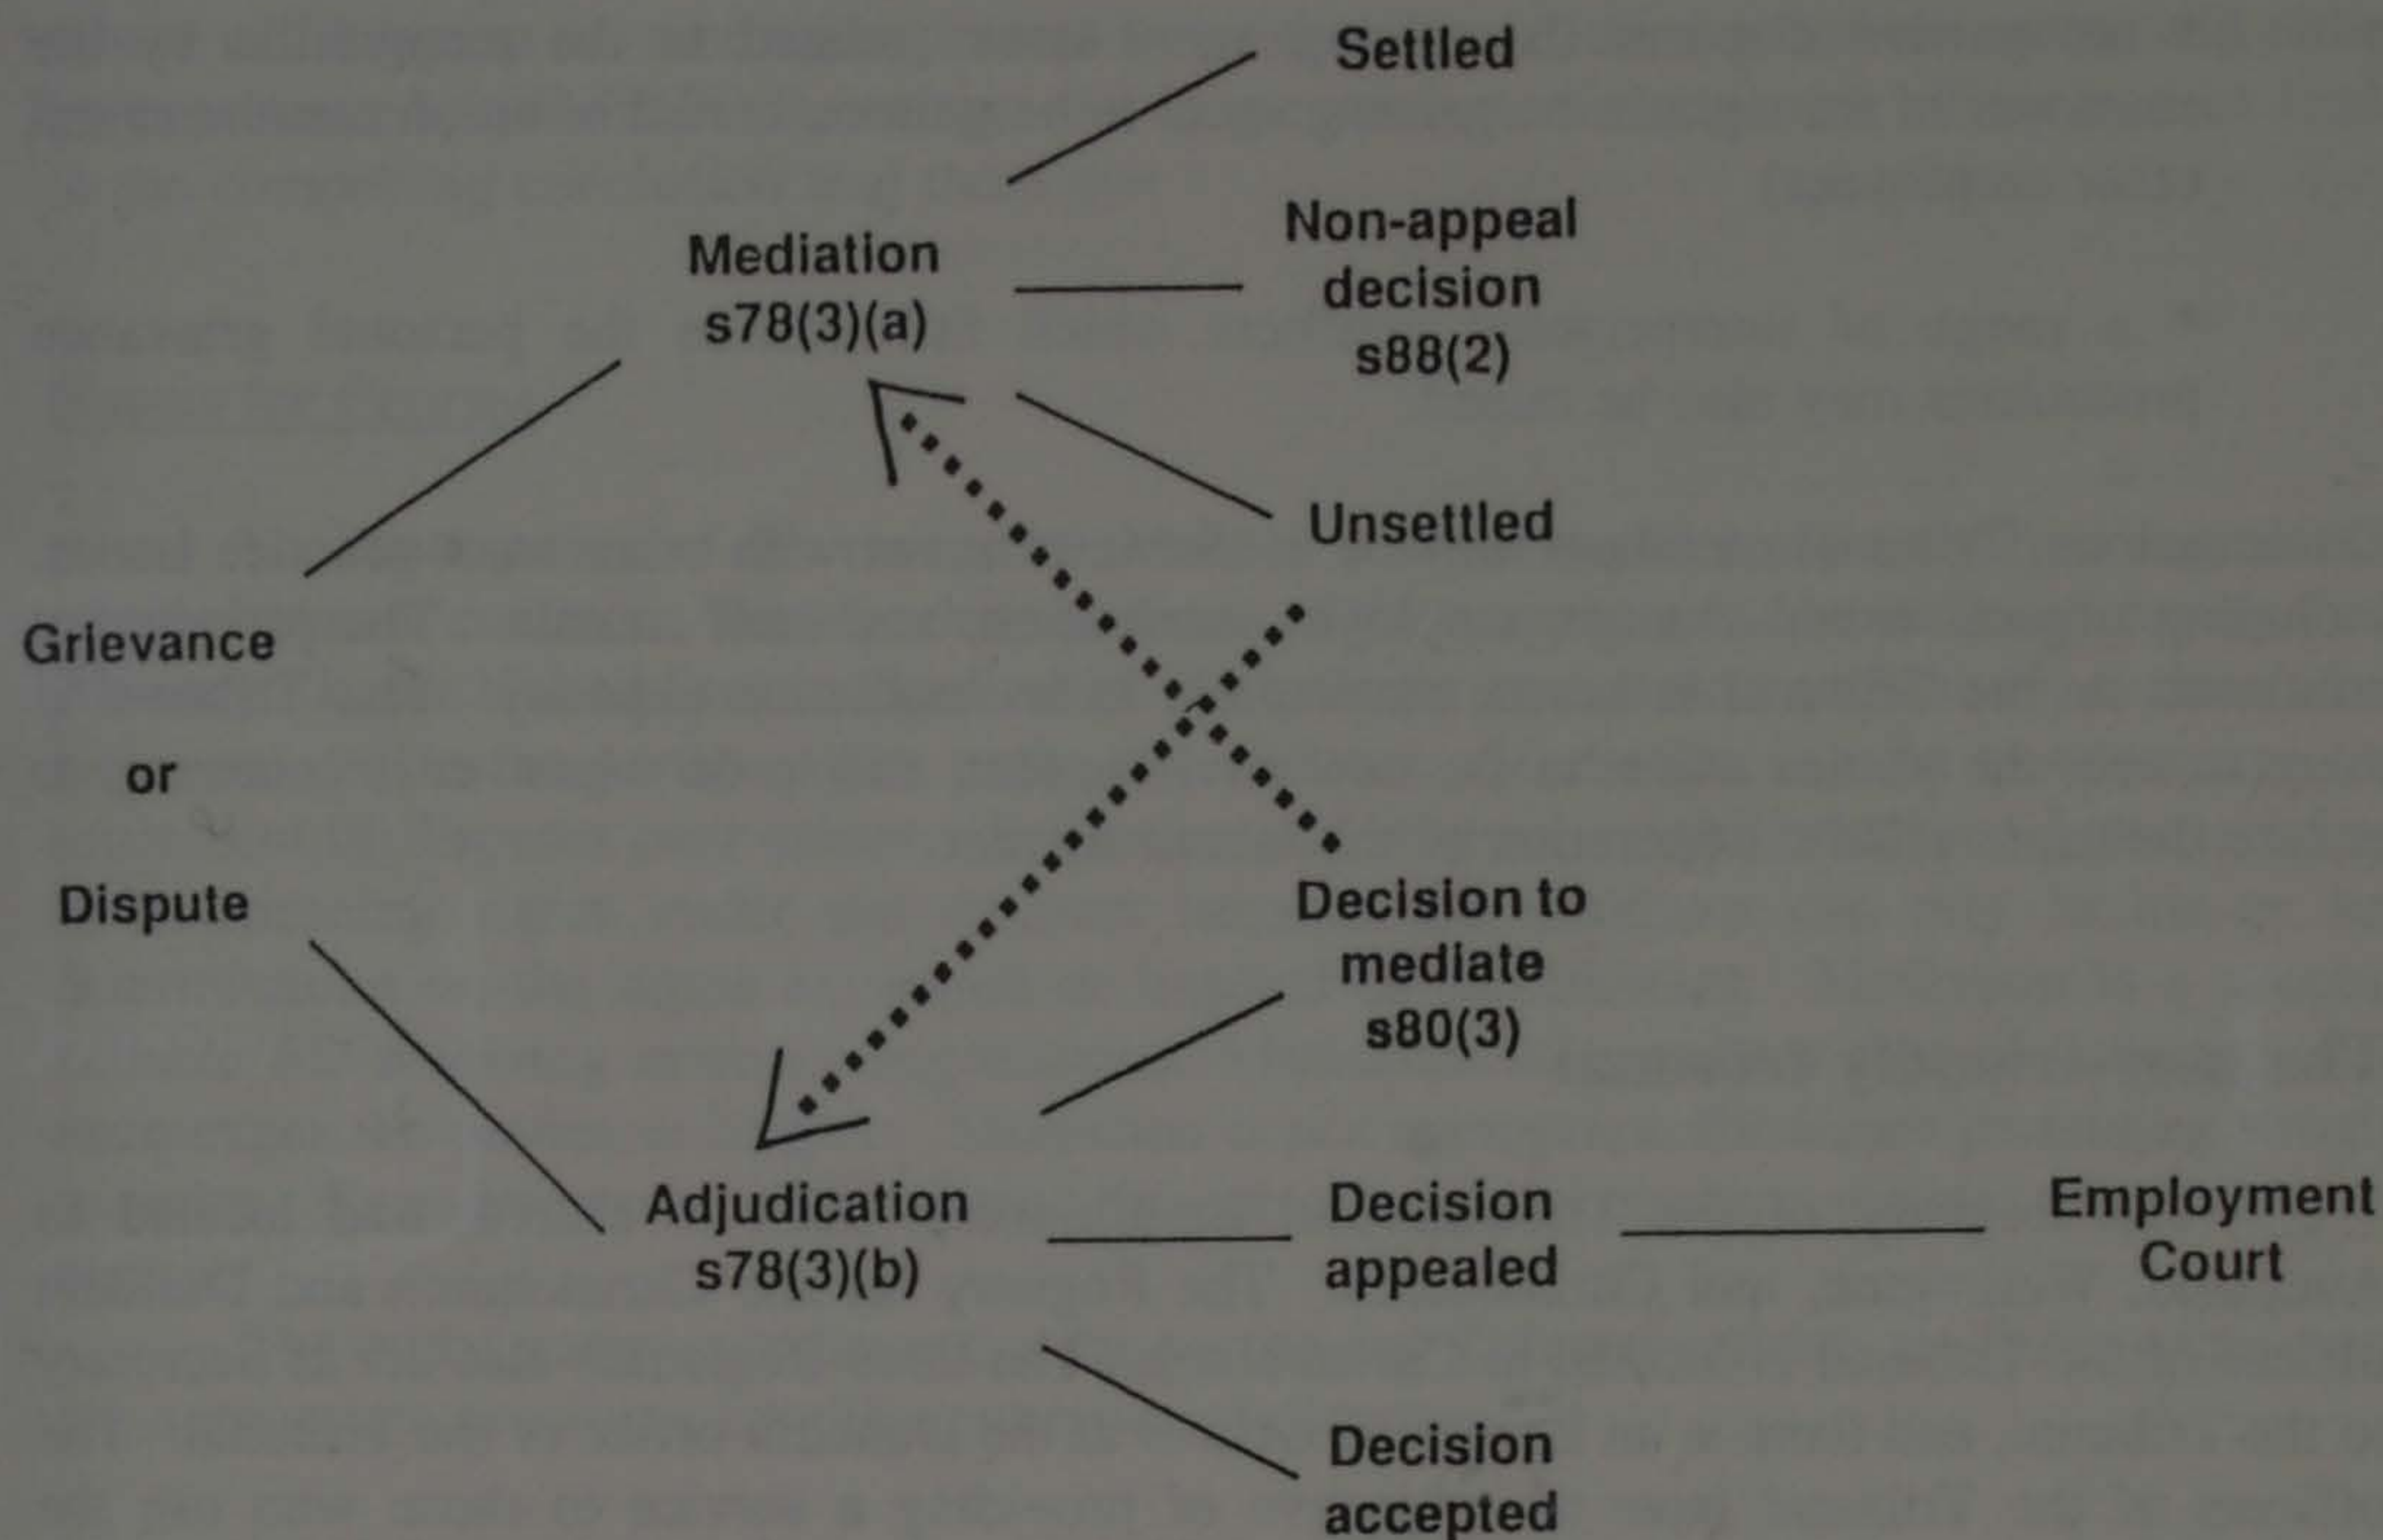 Settled
Mediation
s78(3)(a)
Non-appeal
decision
s88(2)
Unsettled
Grievance
or
Dispute
Decision to
mediate
s80(3)
Adjudication
s78(3)(b)
Decision
appealed
Employment
Court
Decision
accepted